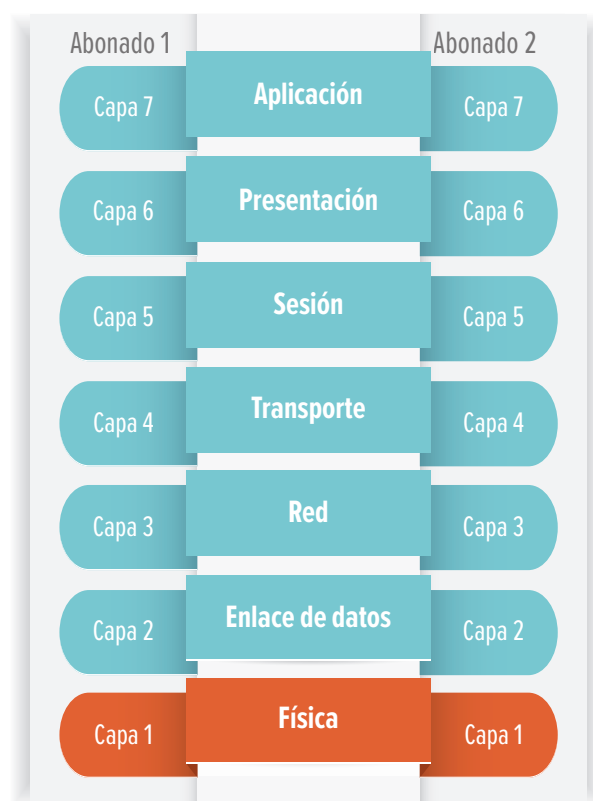 Abonado 1
Abonado 2
Capa 7
Aplicación
Capa 7
Capa 6
Presentación
Capa 6
Capa 5
Sesión
Capa 5
Capa 4
Transporte
Capa 4
Capa 3
Red
Capa 3
Capa 2
Enlace de datos
Capa 2
Capa 1
Física
Capa 1